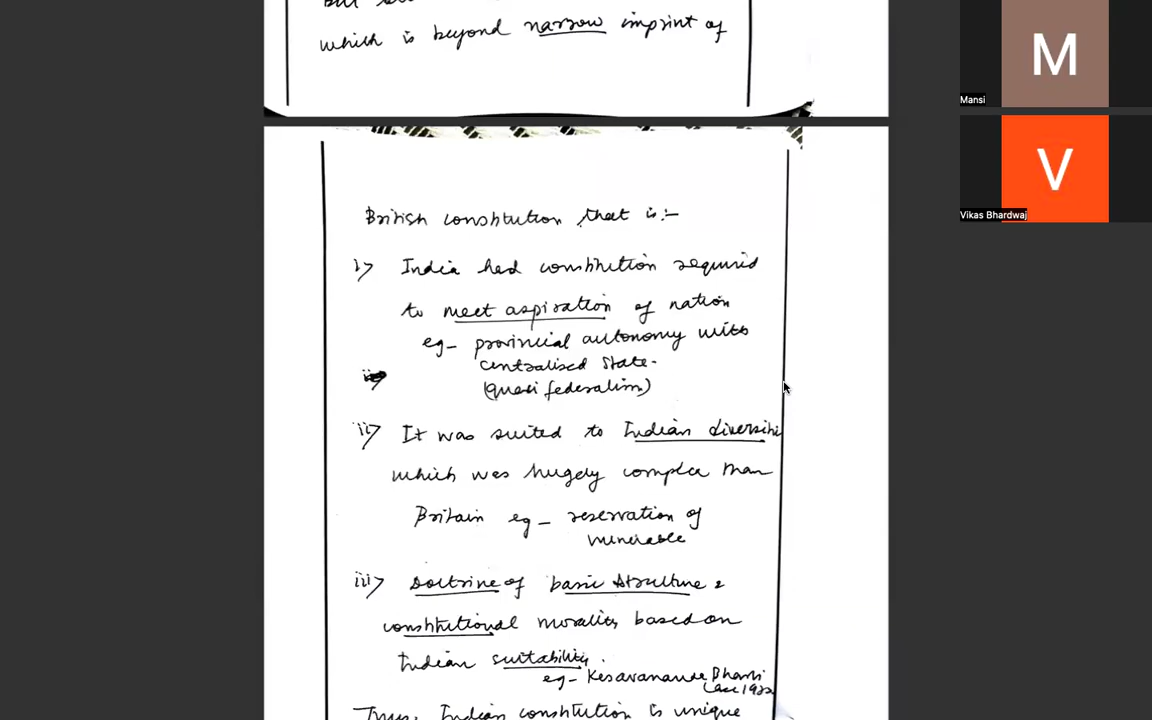 which is beyond narrow imprint of
British constitution that is:-
i> India had constitution required
to meet aspiration of nation
eg- provincial autonomy with
centralised state.
(quasi federalism)
ii> It was suited to Indian diversity
which was hugely complex than
Britain eg- reservation of
vulnerable
iii> Doctrine of basic structure &
constitutional morality based on
Indian suitability.
eg- Kesavananda Bharti
Case
Thus, Indian constitution is unique
M
Mansi
V
Vikas Bhardwaj